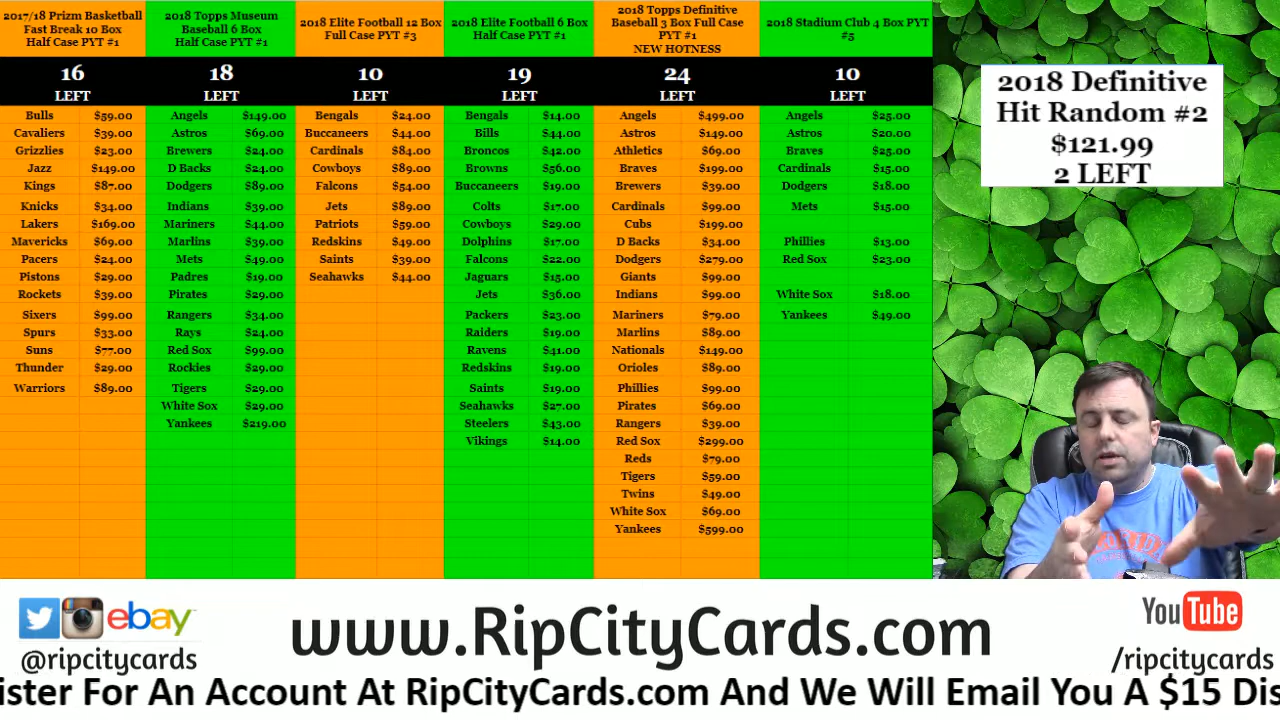 2017/18 Prizm Basketball
Fast Break 10 Box
Half Case PYT #1
16
LEFT
Bulls $59.00
Cavaliers $39.00
Grizzlies $23.00
Jazz $149.00
Kings $87.00
Knicks $34.00
Lakers $169.00
Mavericks $69.00
Pacers $24.00
Pistons $29.00
Rockets $39.00
Sixers $99.00
Spurs $33.00
Suns $77.00
Thunder $29.00
Warriors $89.00
2018 Topps Museum
Baseball 6 Box
Half Case PYT #1
18
LEFT
Angels $149.00
Astros $69.00
Brewers $24.00
D Backs $24.00
Dodgers $89.00
Indians $39.00
Mariners $44.00
Marlins $39.00
Mets $49.00
Padres $19.00
Pirates $29.00
Rangers $34.00
Rays $24.00
Red Sox $99.00
Rockies $29.00
Tigers $29.00
White Sox $29.00
Yankees $219.00
2018 Elite Football 12 Box
Full Case PYT #3
10
LEFT
Bengals $24.00
Buccaneers $44.00
Cardinals $84.00
Cowboys $89.00
Falcons $54.00
Jets $89.00
Patriots $59.00
Redskins $49.00
Saints $39.00
Seahawks $44.00
2018 Elite Football 6 Box
Half Case PYT #1
19
LEFT
Bengals $14.00
Bills $44.00
Broncos $42.00
Browns $56.00
Buccaneers $19.00
Colts $17.00
Cowboys $29.00
Dolphins $17.00
Falcons $22.00
Jaguars $15.00
Jets $36.00
Packers $23.00
Raiders $19.00
Ravens $41.00
Redskins $19.00
Saints $19.00
Seahawks $27.00
Steelers $43.00
Vikings $14.00
2018 Topps Definitive
Baseball 3 Box Full Case
PYT #1
NEW HOTNESS
24
LEFT
Angels $499.00
Astros $149.00
Athletics $69.00
Braves $199.00
Brewers $39.00
Cardinals $99.00
Cubs $199.00
D Backs $34.00
Dodgers $279.00
Giants $99.00
Indians $99.00
Mariners $79.00
Marlins $89.00
Nationals $149.00
Orioles $89.00
Phillies $99.00
Pirates $69.00
Rangers $39.00
Red Sox $299.00
Reds $79.00
Tigers $59.00
Twins $49.00
White Sox $69.00
Yankees $599.00
2018 Stadium Club 4 Box PYT
#5
10
LEFT
Angels $25.00
Astros $20.00
Braves $25.00
Cardinals $15.00
Dodgers $18.00
Mets $15.00
Phillies $13.00
Red Sox $23.00
White Sox $18.00
Yankees $49.00
2018 Definitive
Hit Random #2
$121.99
2 LEFT
ebay
@ripcitycards
www.RipCityCards.com
YouTube
/ripcitycards
ister For An Account At RipCityCards.com And We Will Email You A $15 Dis